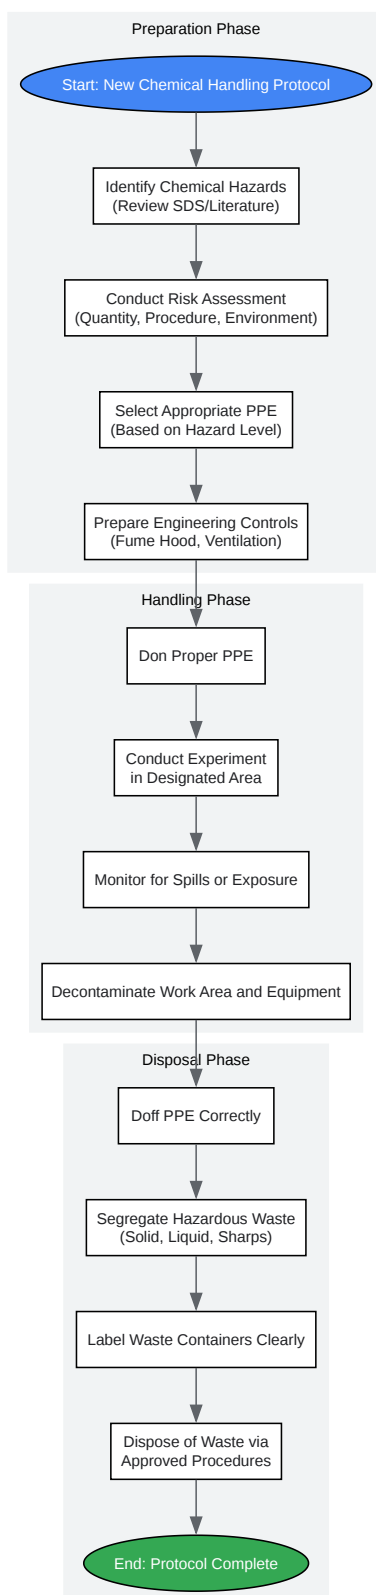 Preparation Phase
Start: New Chemical Handling Protocol
Identify Chemical Hazards
(Review SDS/Literature)
Conduct Risk Assessment
(Quantity, Procedure, Environment)
Select Appropriate PPE
(Based on Hazard Level)
Prepare Engineering Controls
(Fume Hood, Ventilation)
Handling Phase
Don Proper PPE
Conduct Experiment
in Designated Area
Monitor for Spills or Exposure
Decontaminate Work Area and Equipment
Disposal Phase
Doff PPE Correctly
Segregate Hazardous Waste
(Solid, Liquid, Sharps)
Label Waste Containers Clearly
Dispose of Waste via
Approved Procedures
End: Protocol Complete